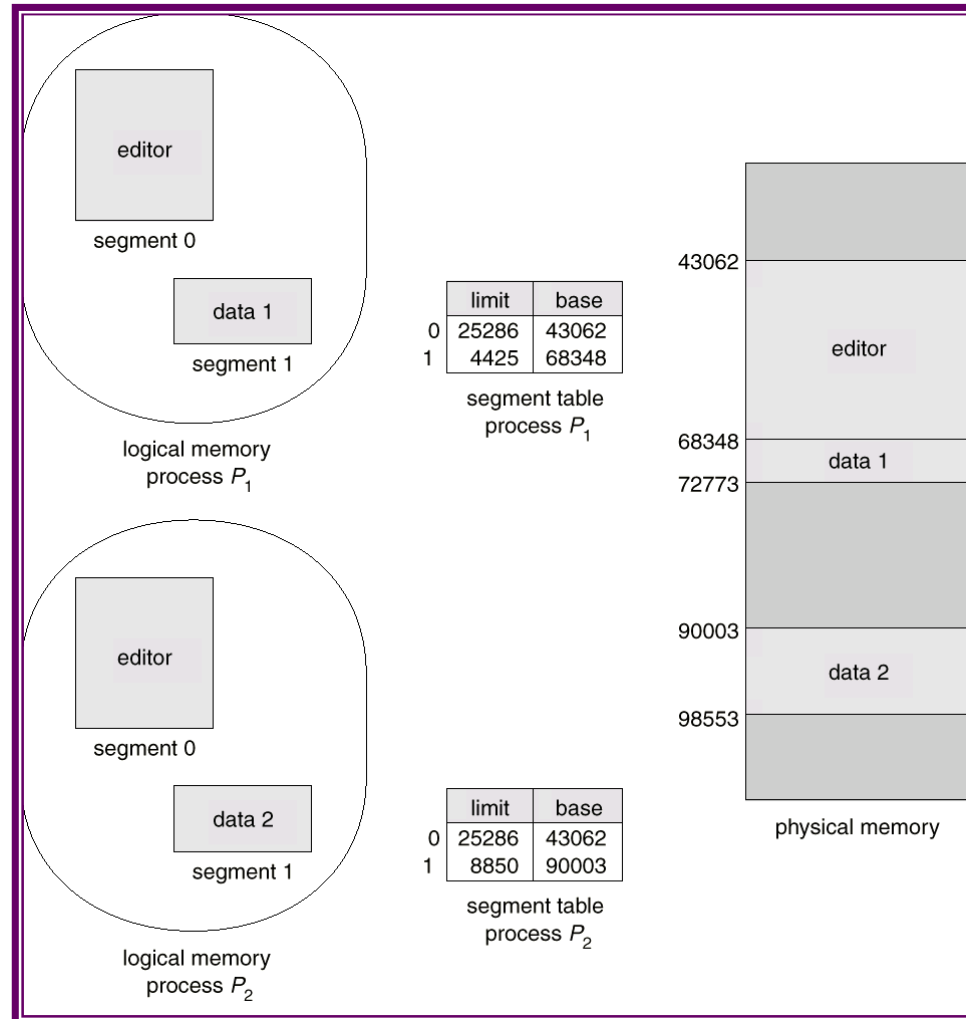 editor
segment 0
data 1
segment 1
logical memory
process P1
limit base
0 25286 43062
1 4425 68348
segment table
process P1
43062
editor
68348
data 1
72773
90003
data 2
98553
physical memory
editor
segment 0
data 2
segment 1
logical memory
process P2
limit base
0 25286 43062
1 8850 90003
segment table
process P2